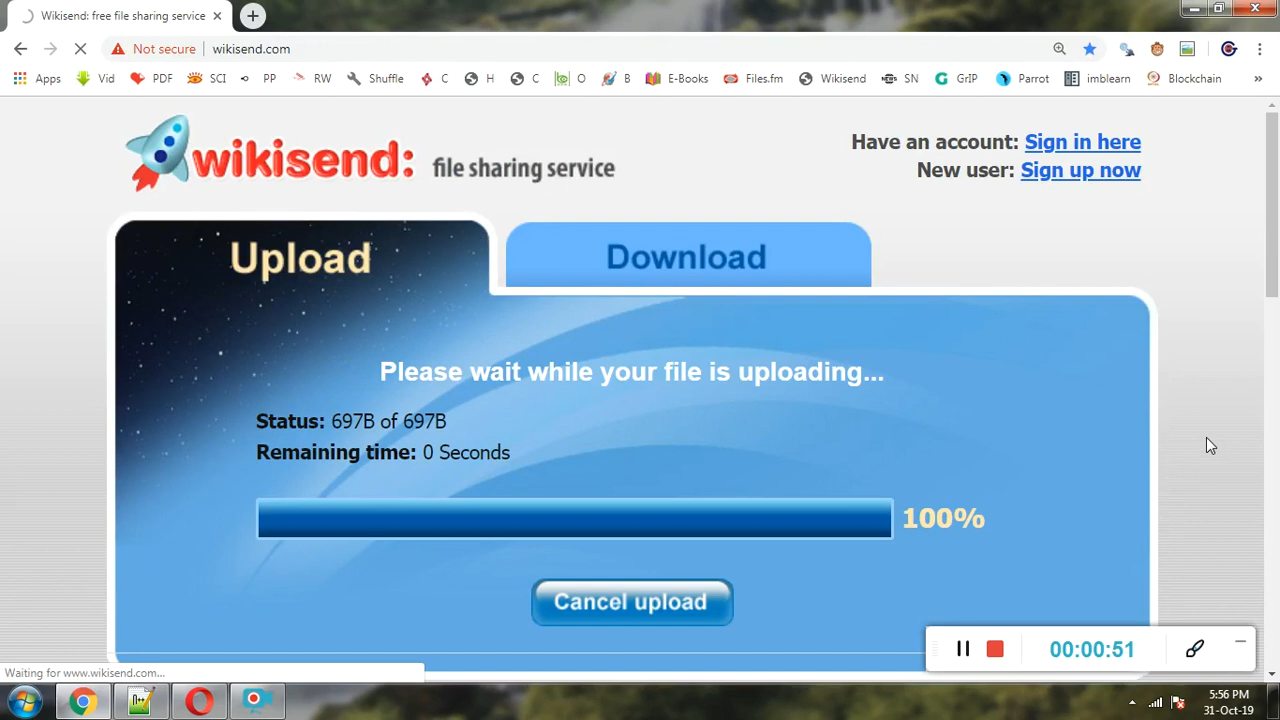 Wikisend: free file sharing service
Not secure wikisend.com
Apps Vid PDF SCI PP RW Shuffle C H C O B E-Books Files.fm Wikisend SN GrIP Parrot imblearn Blockchain »
wikisend: file sharing service
Have an account: Sign in here
New user: Sign up now
Upload
Download
Please wait while your file is uploading...
Status: 697B of 697B
Remaining time: 0 Seconds
100%
Cancel upload
00:00:51
Waiting for www.wikisend.com...
5:56 PM
31-Oct-19